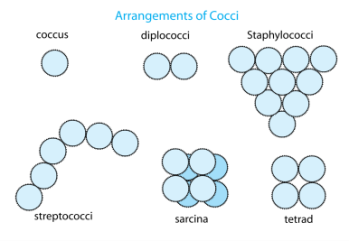 Arrangements of Cocci
coccus
diplococci
Staphylococci
streptococci
sarcina
tetrad